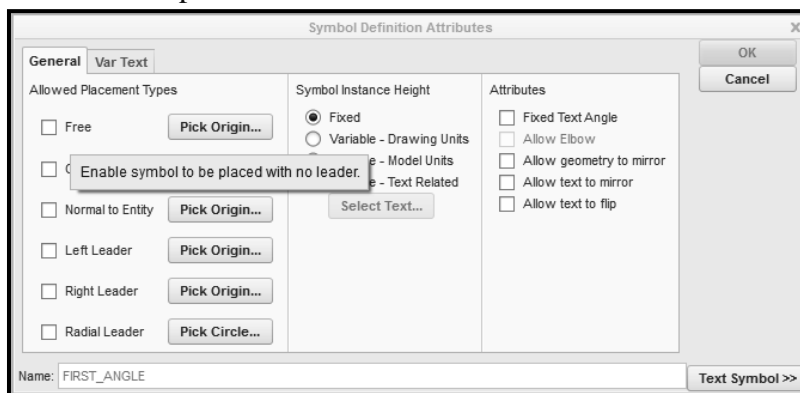 Symbol Definition Attributes X
General Var Text
OK
Cancel
Allowed Placement Types
Free Pick Origin...
Enable symbol to be placed with no leader.
Normal to Entity Pick Origin...
Left Leader Pick Origin...
Right Leader Pick Origin...
Radial Leader Pick Circle...
Symbol Instance Height
Fixed
Variable - Drawing Units
- Model Units
- Text Related
Select Text...
Attributes
Fixed Text Angle
Allow Elbow
Allow geometry to mirror
Allow text to mirror
Allow text to flip
Name: FIRST_ANGLE
Text Symbol >>